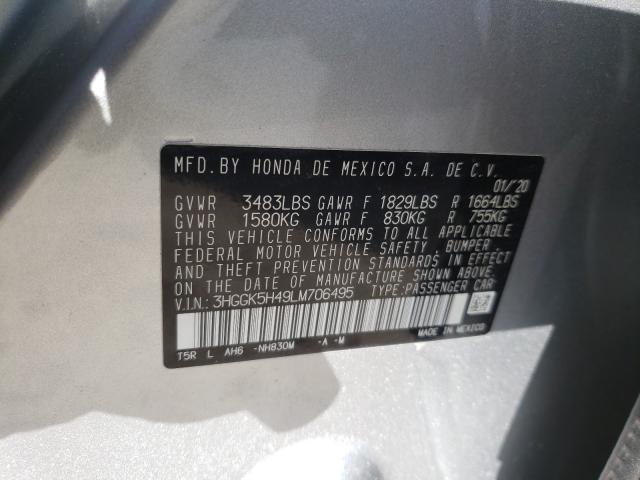 MFD.BY HONDA DE MEXICO S.A. DE C.V.
01/'20
GVWR 3483LBS GAWR F 1829LBS R 1664LBS
GVWR 1580KG GAWR F 830KG R 755KG
THIS VEHICLE CONFORMS TO ALL APPLICABLE
FEDERAL MOTOR VEHICLE SAFETY, BUMPER,
AND THEFT PREVENTION STANDARDS IN EFFECT
ON THE DATE OF MANUFACTURE SHOWN ABOVE.
V.I.N.: 3HGGK5H49LM706495 TYPE:PASSENGER CAR
T5R L AH6 -NH830M -A -M MADE IN MEXICO